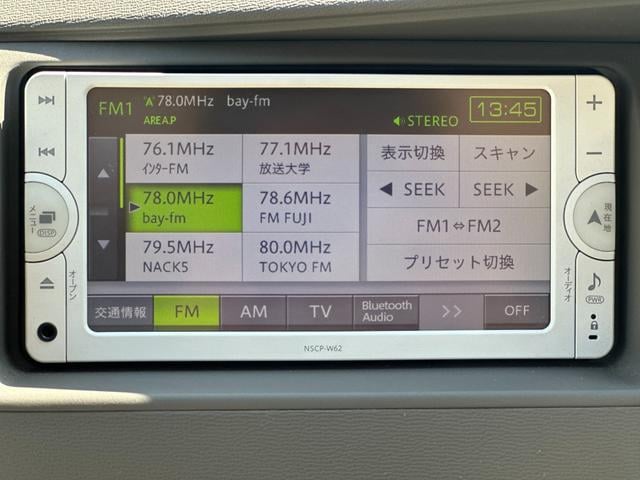 FM1 78.0MHz bay-fm
AREA.P
STEREO
13:45
76.1MHz
インターFM
77.1MHz
放送大学
78.0MHz
bay-fm
78.6MHz
FM FUJI
79.5MHz
NACK5
80.0MHz
TOKYO FM
表示切換
スキャン
◀ SEEK
SEEK ▶
FM1⇔FM2
プリセット切換
交通情報
FM
AM
TV
Bluetooth
Audio
>>
OFF
メニュー
DISP
オープン
現在地
オーディオ
PWR
NSCP-W62